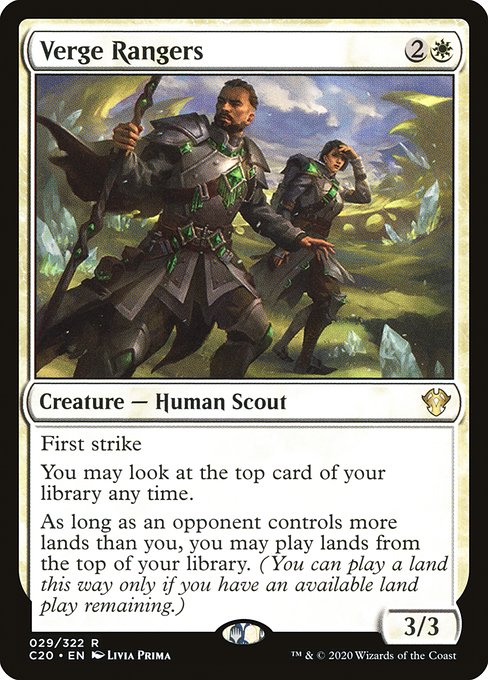 Verge Rangers 2
Creature — Human Scout
First strike
You may look at the top card of your
library any time.
As long as an opponent controls more
lands than you, you may play lands from
the top of your library. (You can play a land
this way only if you have an available land
play remaining.)
3/3
029/322 R
C20 • EN Livia Prima
™ & © 2020 Wizards of the Coast